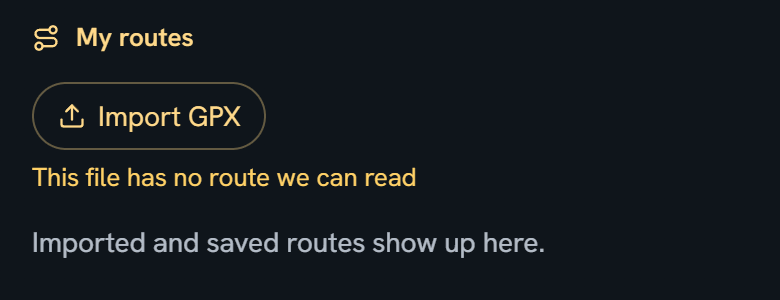 My routes
Import GPX
This file has no route we can read
Imported and saved routes show up here.